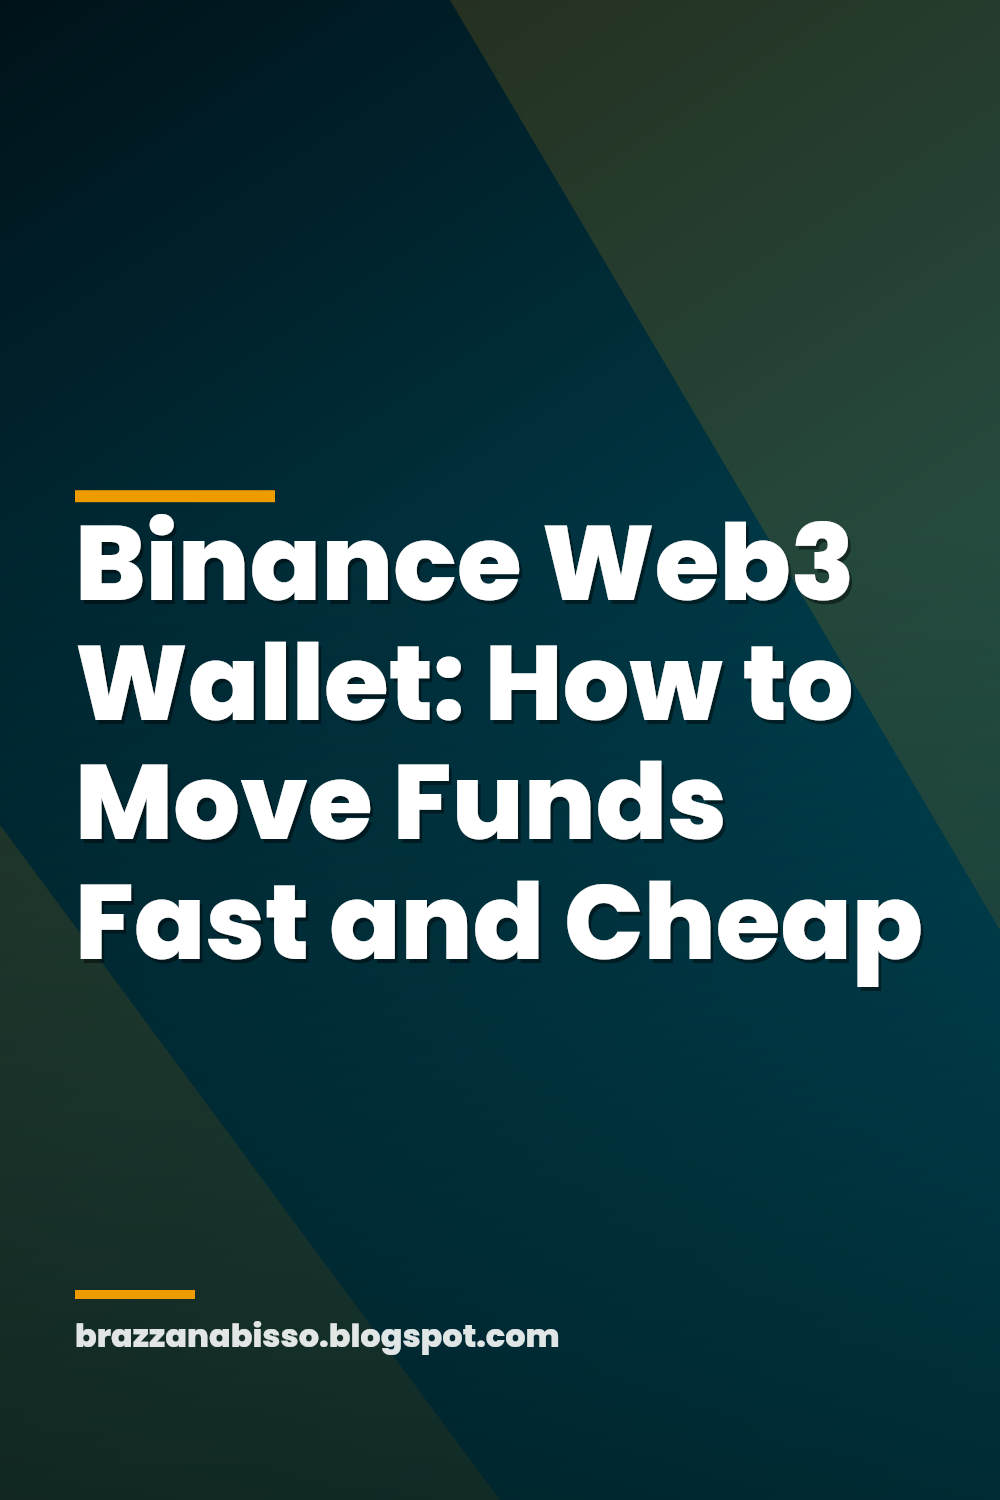 Binance Web3
Wallet: How to
Move Funds
Fast and Cheap
brazzanabisso.blogspot.com